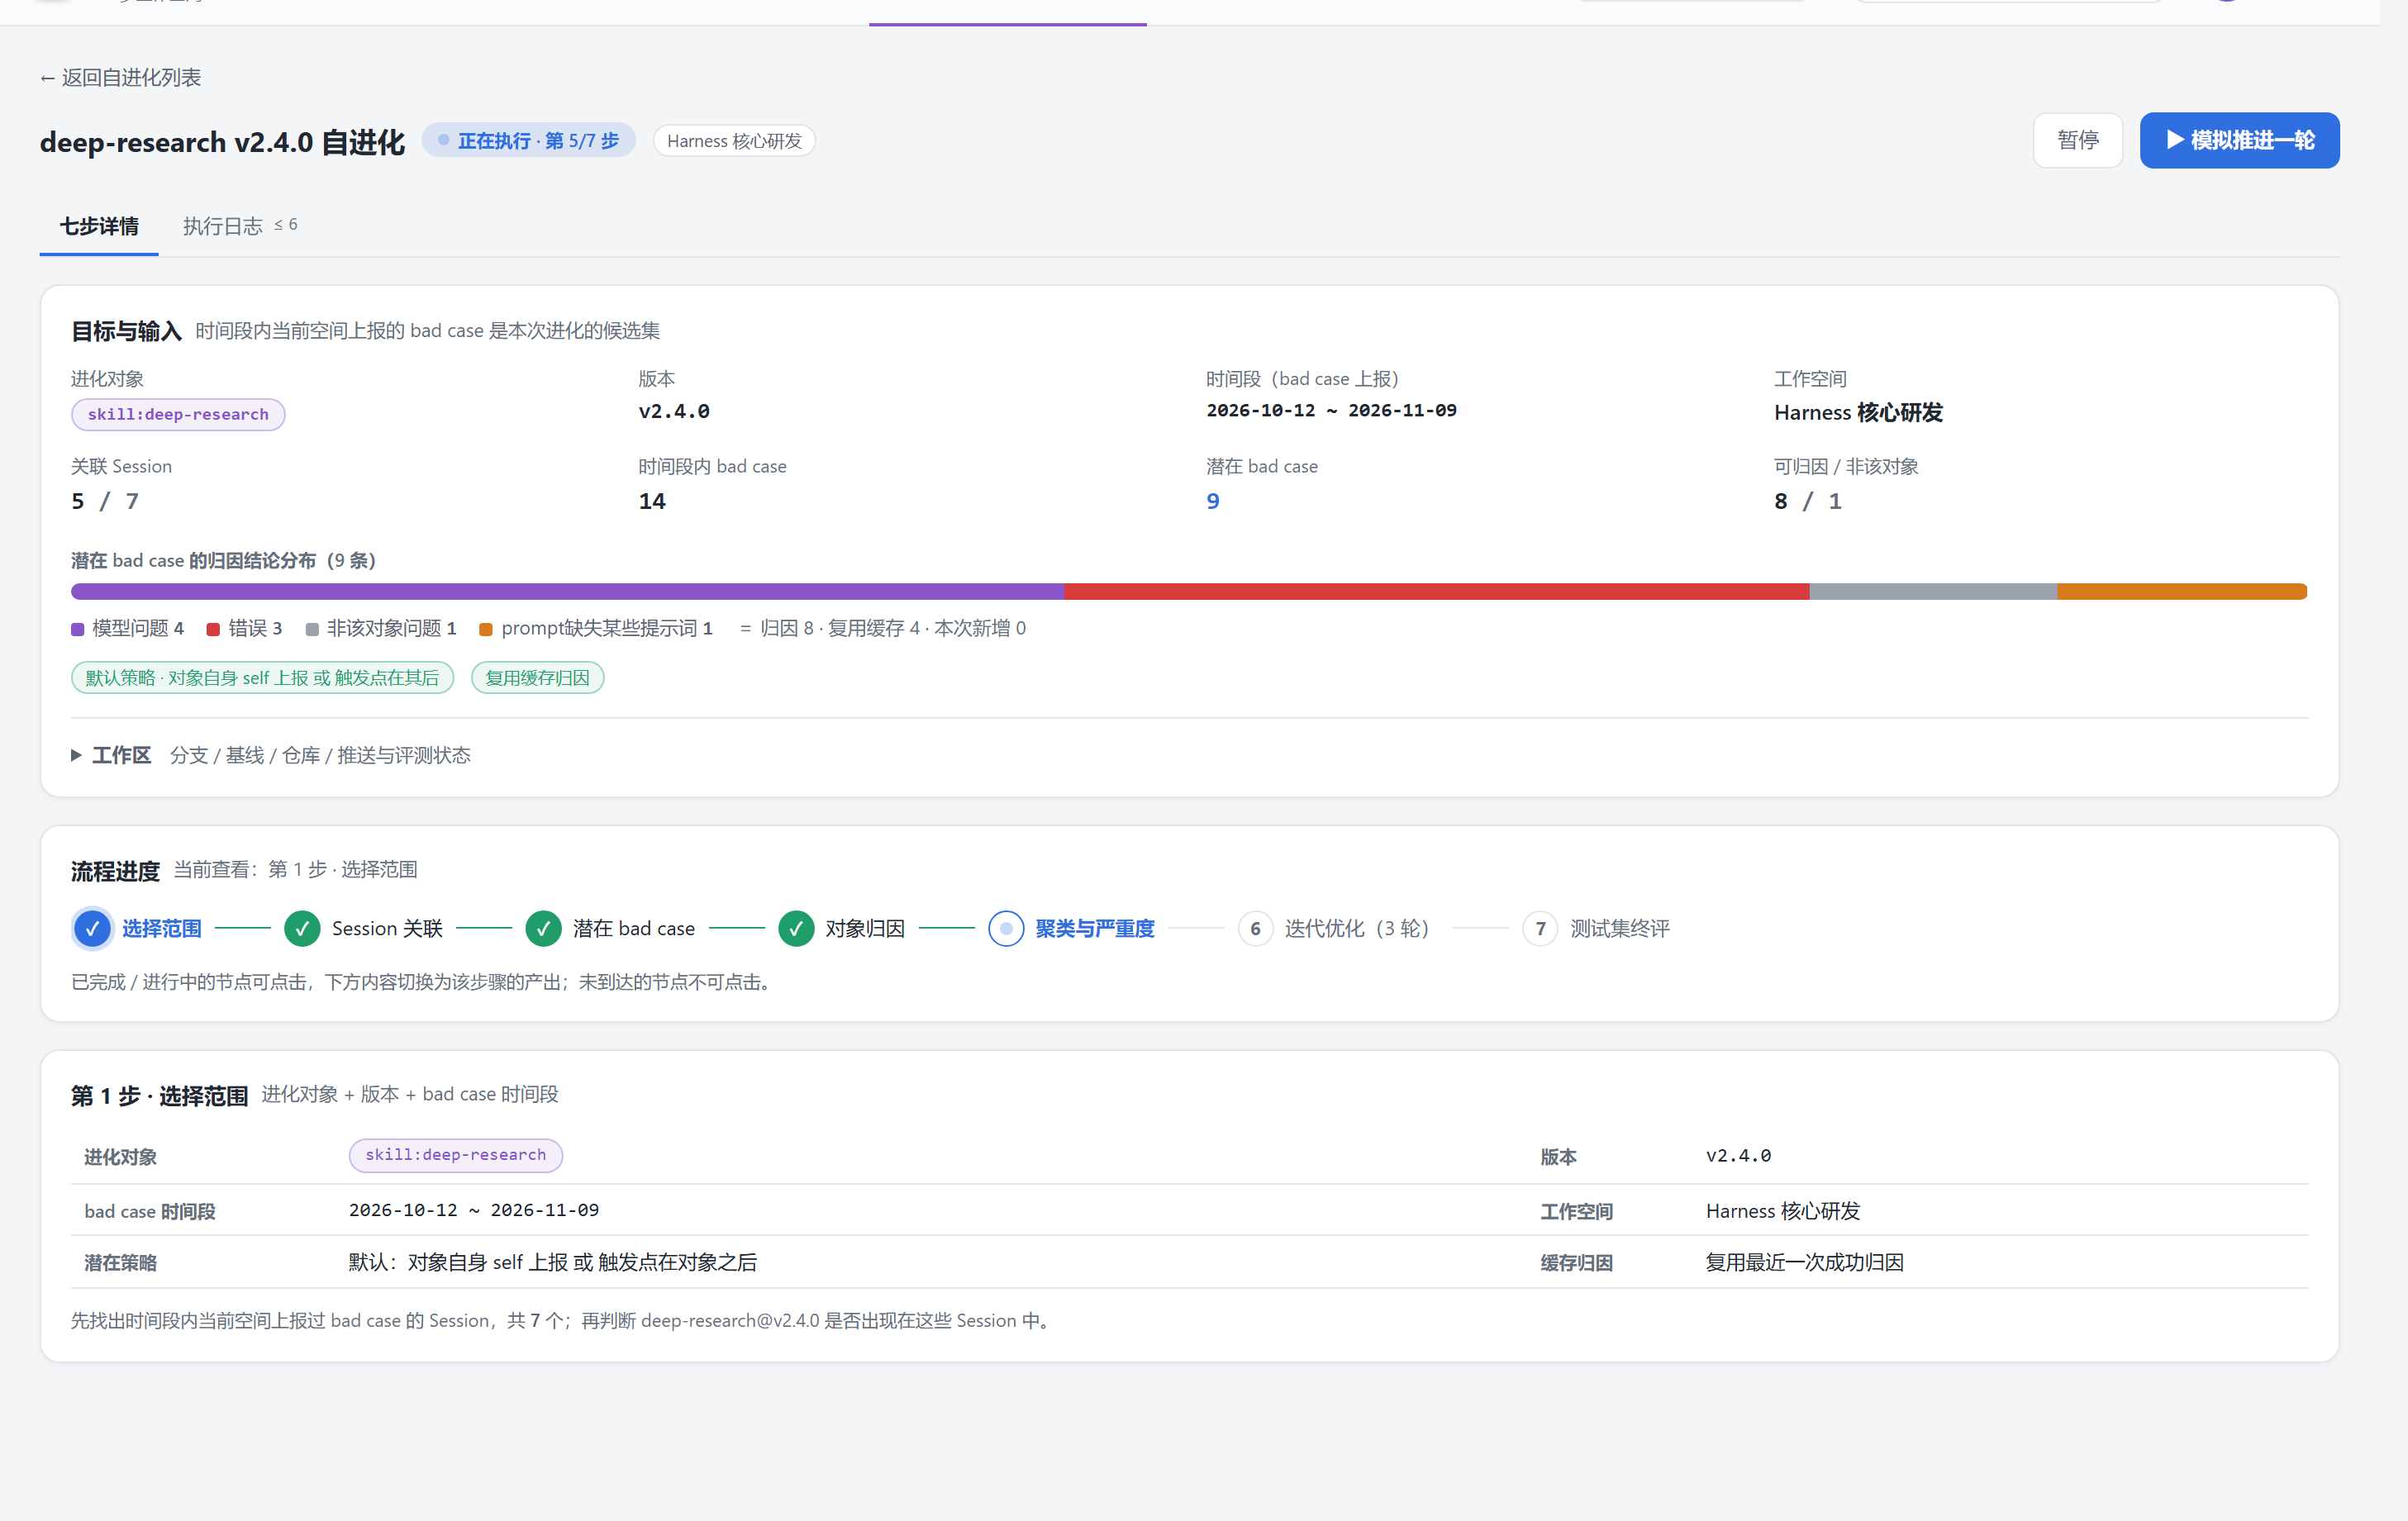 ← 返回自进化列表
deep-research v2.4.0 自进化 正在执行 · 第 5/7 步 Harness 核心研发 暂停 ▶ 模拟推进一轮
七步详情 执行日志 ≤ 6
目标与输入 时间段内当前空间上报的 bad case 是本次进化的候选集
进化对象 版本 时间段（bad case 上报） 工作空间
skill:deep-research v2.4.0 2026-10-12 ~ 2026-11-09 Harness 核心研发
关联 Session 时间段内 bad case 潜在 bad case 可归因 / 非该对象
5 / 7 14 9 8 / 1
潜在 bad case 的归因结论分布（9 条）
模型问题 4 错误 3 非该对象问题 1 prompt缺失某些提示词 1 = 归因 8 · 复用缓存 4 · 本次新增 0
默认策略 · 对象自身 self 上报 或 触发点在其后 复用缓存归因
▶ 工作区 分支 / 基线 / 仓库 / 推送与评测状态
流程进度 当前查看：第 1 步 · 选择范围
✓ 选择范围 ✓ Session 关联 ✓ 潜在 bad case ✓ 对象归因 聚类与严重度 6 迭代优化（3 轮） 7 测试集终评
已完成 / 进行中的节点可点击，下方内容切换为该步骤的产出；未到达的节点不可点击。
第 1 步 · 选择范围 进化对象 + 版本 + bad case 时间段
进化对象 skill:deep-research 版本 v2.4.0
bad case 时间段 2026-10-12 ~ 2026-11-09 工作空间 Harness 核心研发
潜在策略 默认：对象自身 self 上报 或 触发点在对象之后 缓存归因 复用最近一次成功归因
先找出时间段内当前空间上报过 bad case 的 Session，共 7 个；再判断 deep-research@v2.4.0 是否出现在这些 Session 中。